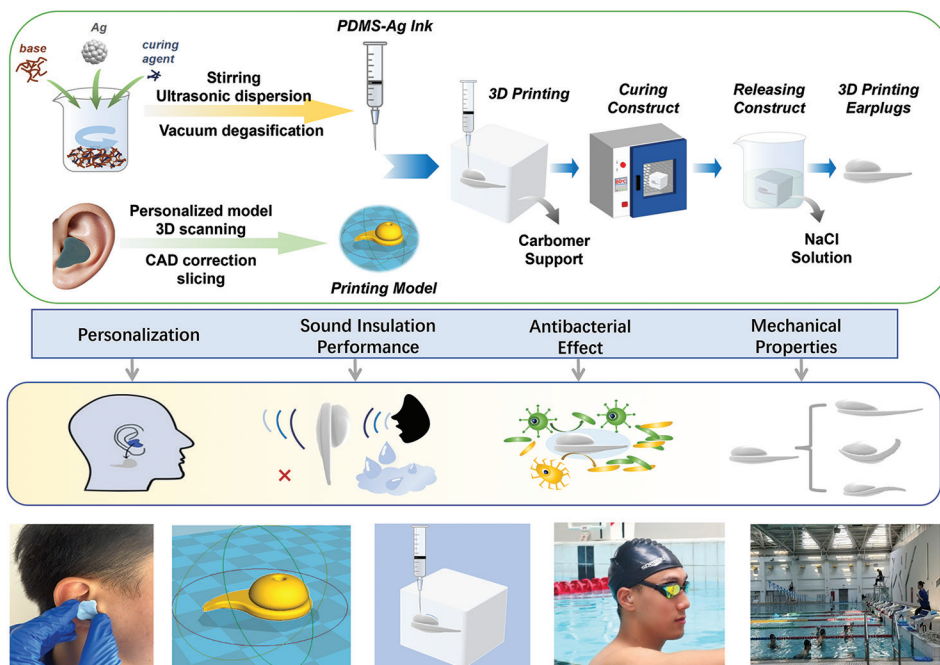 Ag
base
curing
agent
Stirring
Ultrasonic dispersion
Vacuum degasification
PDMS-Ag Ink
3D Printing
Curing
Construct
Releasing
Construct
3D Printing
Earplugs
Personalized model
3D scanning
CAD correction
slicing
Printing Model
Carbomer
Support
NaCl
Solution
Personalization
Sound Insulation
Performance
Antibacterial
Effect
Mechanical
Properties